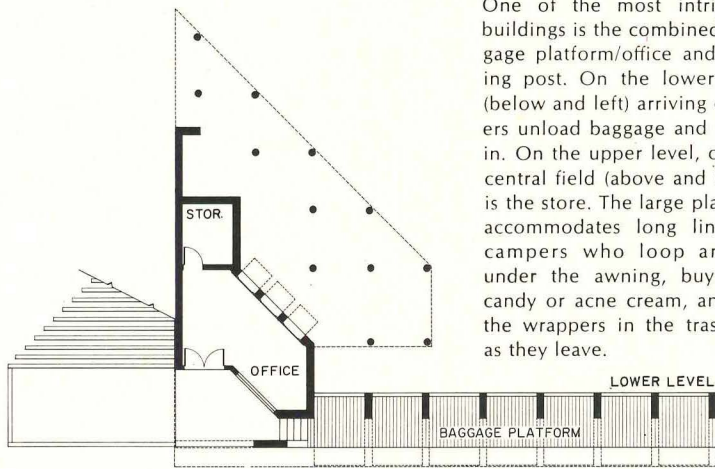 One of the most intri
buildings is the combined
gage platform/office and
ing post. On the lower
(below and left) arriving
ers unload baggage and
in. On the upper level,
central field (above and
is the store. The large pla
accommodates long lin
campers who loop ar
under the awning, buy
candy or acne cream, an
the wrappers in the tras
as they leave.
STOR.
OFFICE
LOWER LEVEL
BAGGAGE PLATFORM